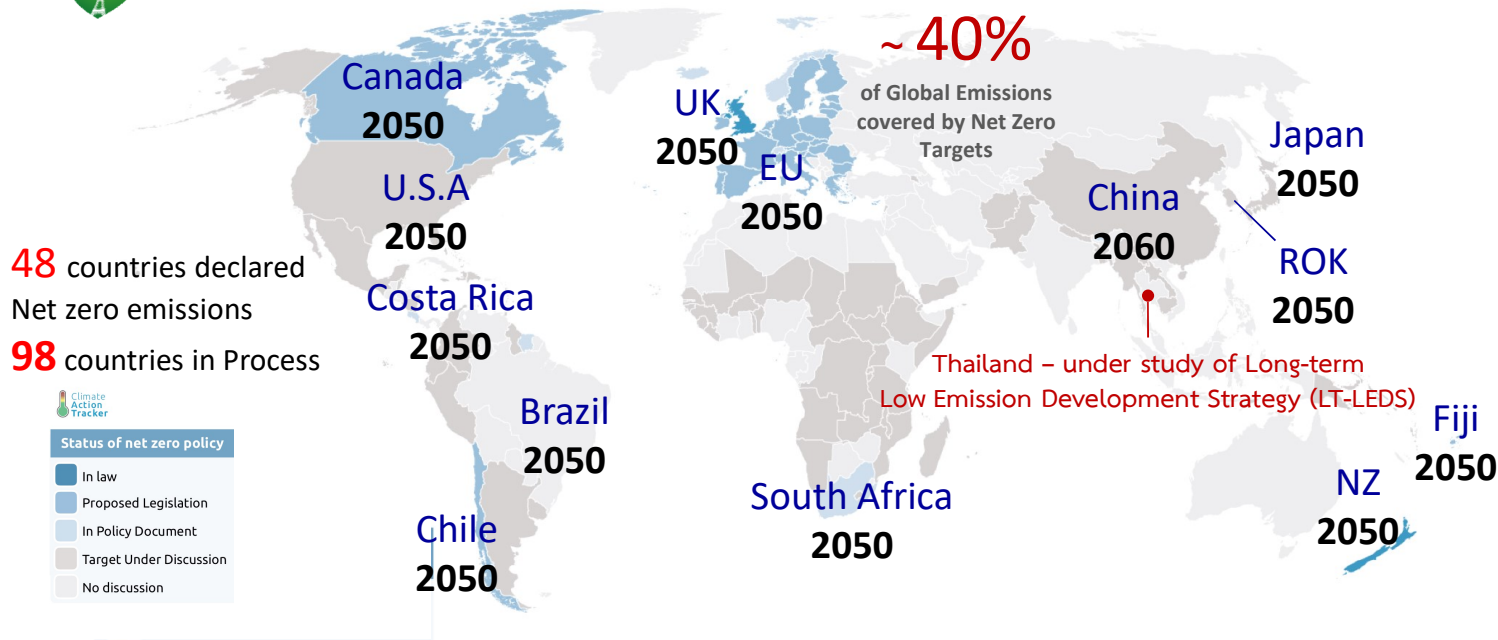 ~ 40%
of Global Emissions
covered by Net Zero
Targets
Canada
2050
UK
2050
EU
2050
Japan
2050
U.S.A
2050
China
2060
ROK
2050
48 countries declared
Net zero emissions
98 countries in Process
Costa Rica
2050
Thailand – under study of Long-term
Low Emission Development Strategy (LT-LEDS)
Brazil
2050
Fiji
2050
South Africa
2050
NZ
2050
Chile
2050
Climate
Action
Tracker
Status of net zero policy
In law
Proposed Legislation
In Policy Document
Target Under Discussion
No discussion